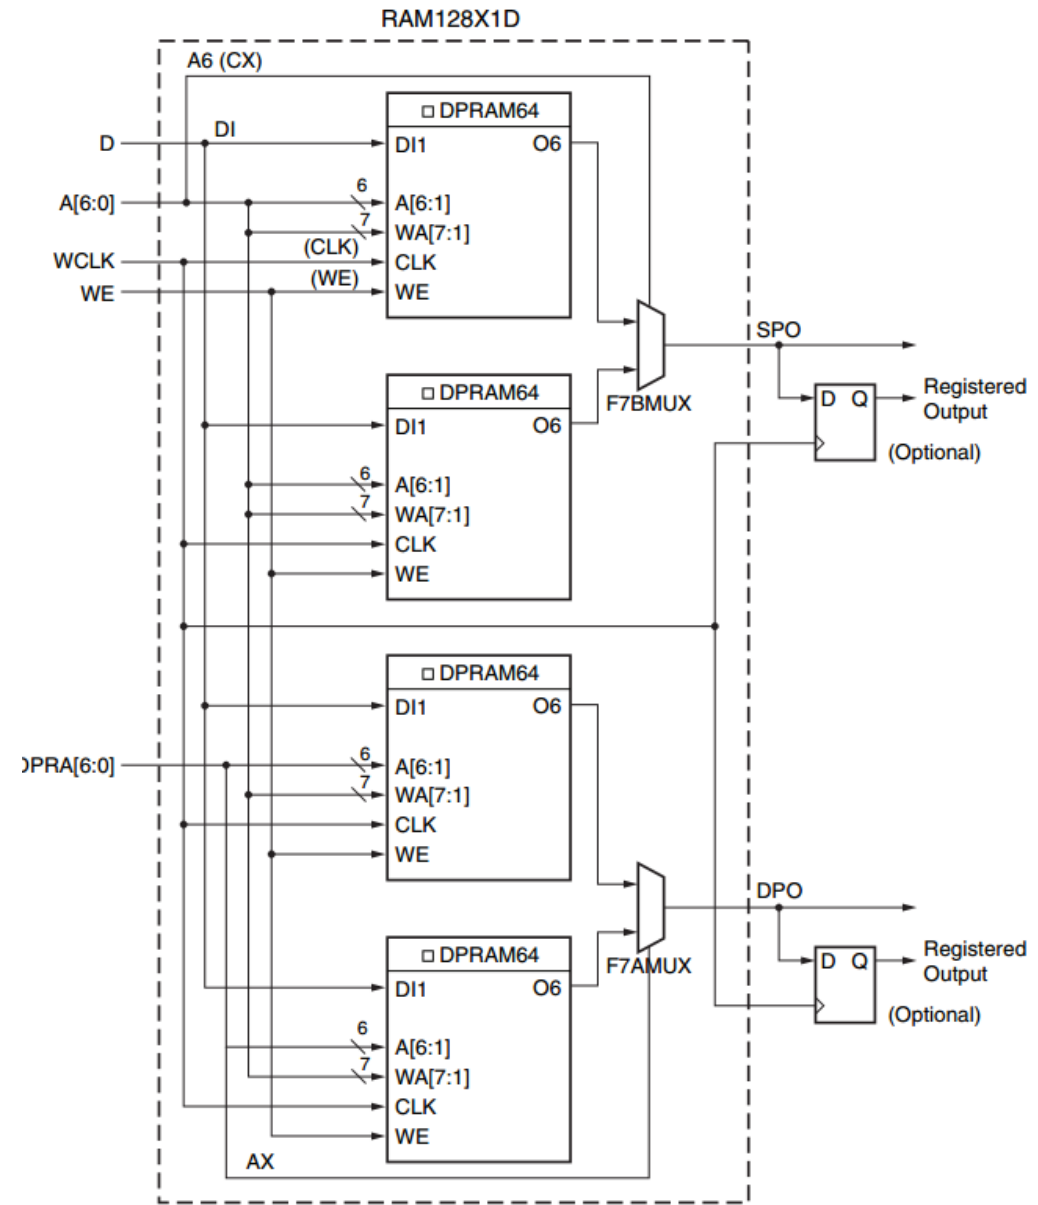 RAM128X1D
A6 (CX)
□ DPRAM64
D
DI
DI1
O6
A[6:0]
6
A[6:1]
7
WA[7:1]
WCLK
(CLK)
CLK
WE
(WE)
WE
SPO
D Q
Registered
Output
(Optional)
F7BMUX
□ DPRAM64
DI1
O6
6
A[6:1]
7
WA[7:1]
CLK
WE
□ DPRAM64
DI1
O6
DPRA[6:0]
6
A[6:1]
7
WA[7:1]
CLK
WE
DPO
D Q
Registered
Output
(Optional)
F7AMUX
□ DPRAM64
DI1
O6
6
A[6:1]
7
WA[7:1]
CLK
WE
AX